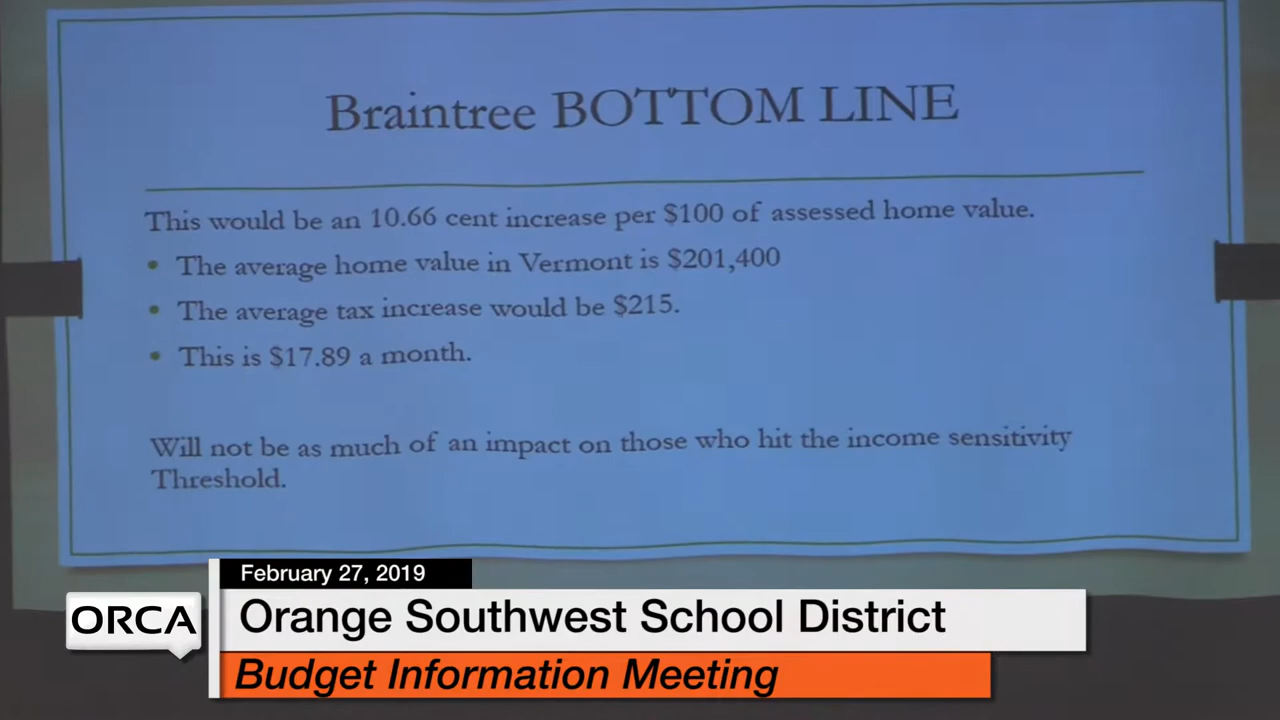 Braintree BOTTOM LINE
This would be an 10.66 cent increase per $100 of assessed home value.
• The average home value in Vermont is $201,400
• The average tax increase would be $215.
• This is $17.89 a month.
Will not be as much of an impact on those who hit the income sensitivity
Threshold.
February 27, 2019
ORCA
Orange Southwest School District
Budget Information Meeting